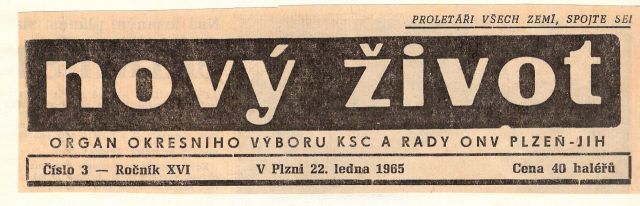 PROLETÁŘI VŠECH ZEMÍ, SPOJTE SE!
nový život
ORGÁN OKRESNÍHO VÝBORU KSČ A RADY ONV PLZEŇ-JIH
Číslo 3 — Ročník XVI V Plzni 22. ledna 1965 Cena 40 haléřů